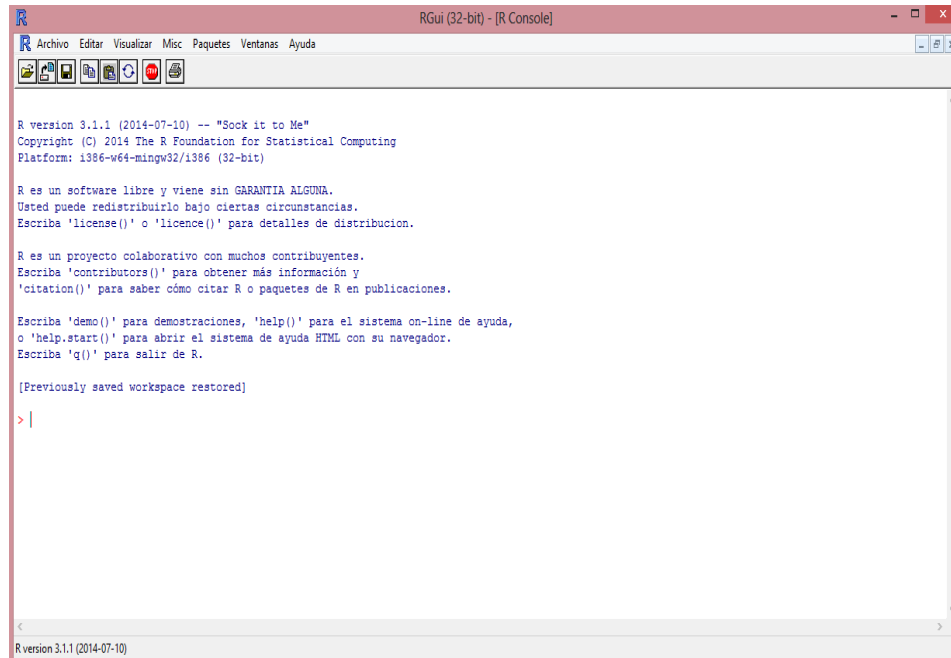 RGui (32-bit) - [R Console]
Archivo Editar Visualizar Misc Paquetes Ventanas Ayuda
STOP
R version 3.1.1 (2014-07-10) -- "Sock it to Me"
Copyright (C) 2014 The R Foundation for Statistical Computing
Platform: i386-w64-mingw32/i386 (32-bit)
R es un software libre y viene sin GARANTIA ALGUNA.
Usted puede redistribuirlo bajo ciertas circunstancias.
Escriba 'license()' o 'licence()' para detalles de distribucion.
R es un proyecto colaborativo con muchos contribuyentes.
Escriba 'contributors()' para obtener más información y
'citation()' para saber cómo citar R o paquetes de R en publicaciones.
Escriba 'demo()' para demostraciones, 'help()' para el sistema on-line de ayuda,
o 'help.start()' para abrir el sistema de ayuda HTML con su navegador.
Escriba 'q()' para salir de R.
[Previously saved workspace restored]
>
R version 3.1.1 (2014-07-10)